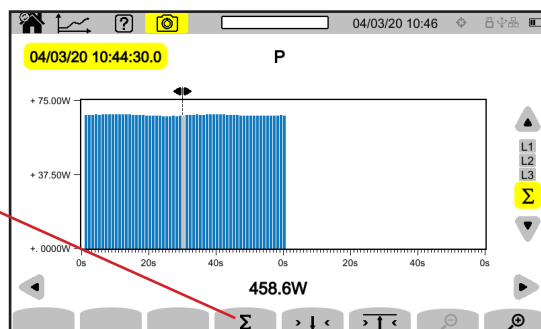 04/03/20 10:46
04/03/20 10:44:30.0
P
+ 75.00W
+ 37.50W
+. 0000W
0s 20s 40s 0s 20s 40s 0s
L1
L2
L3
Σ
458.6W
Σ